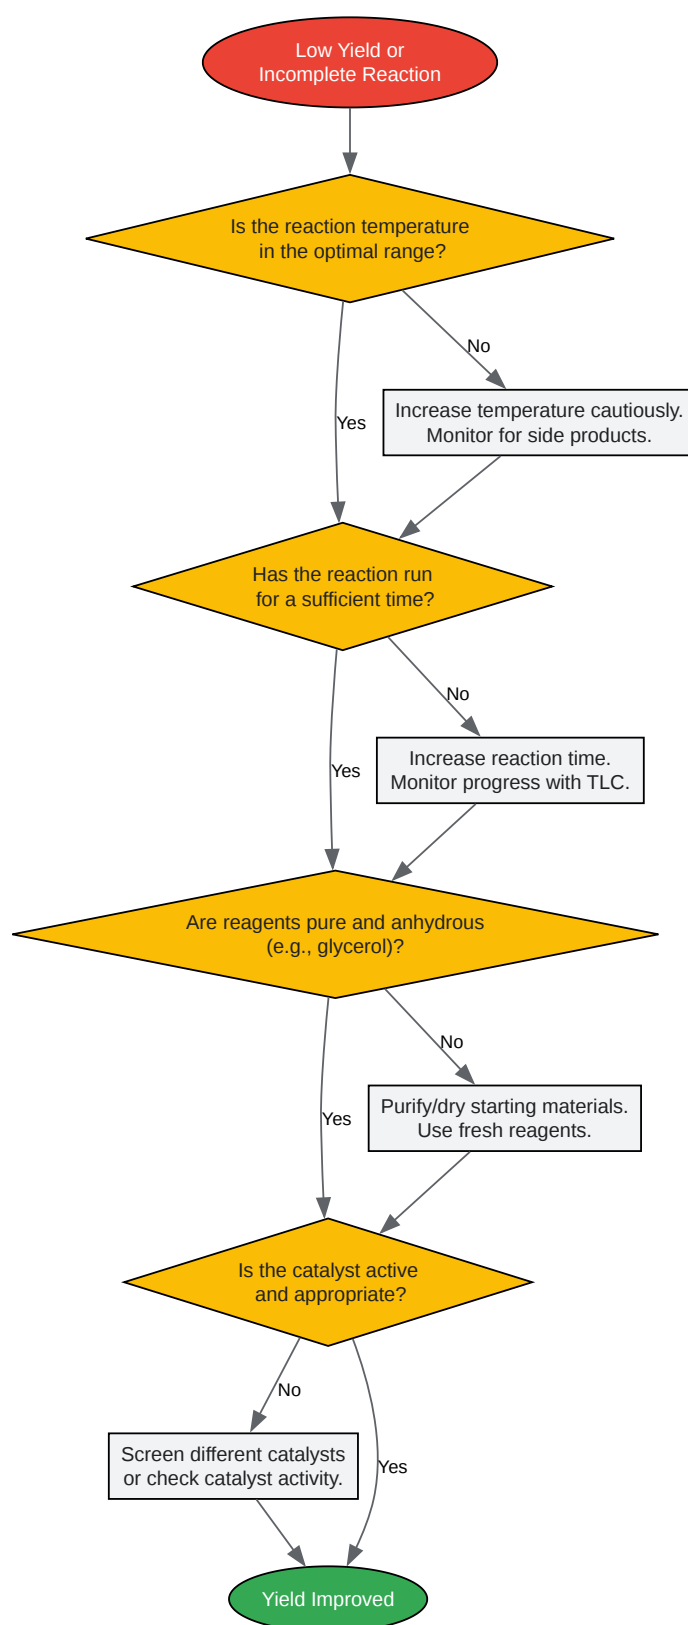 Low Yield or
Incomplete Reaction
Is the reaction temperature
in the optimal range?
No
Increase temperature cautiously.
Monitor for side products.
Yes
Has the reaction run
for a sufficient time?
No
Increase reaction time.
Monitor progress with TLC.
Yes
Are reagents pure and anhydrous
(e.g., glycerol)?
No
Purify/dry starting materials.
Use fresh reagents.
Yes
Is the catalyst active
and appropriate?
No
Screen different catalysts
or check catalyst activity.
Yes
Yield Improved